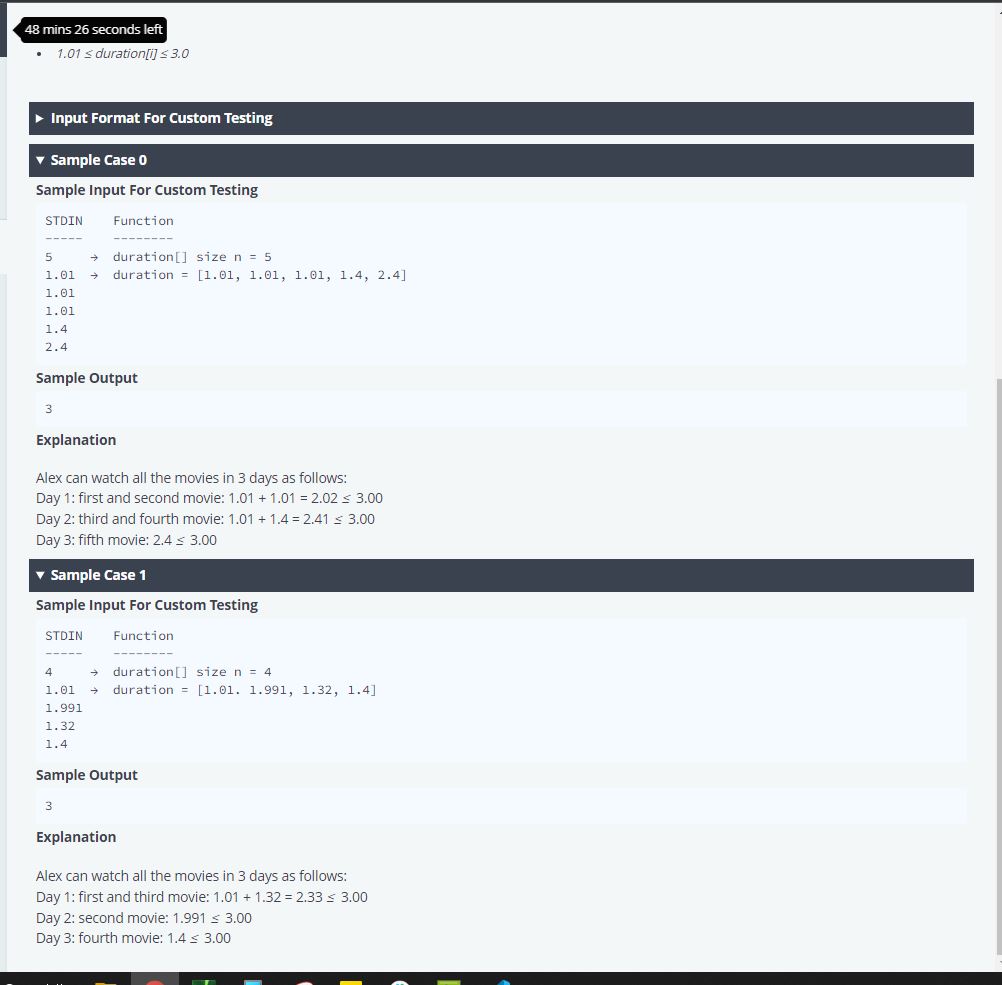 48 mins 26 seconds left
• 1.01 ≤ duration[i] ≤ 3.0
▶ Input Format For Custom Testing
▼ Sample Case 0
Sample Input For Custom Testing
STDIN    Function
-----    --------
5     →  duration[] size n = 5
1.01  →  duration = [1.01, 1.01, 1.01, 1.4, 2.4]
1.01
1.01
1.4
2.4
Sample Output
3
Explanation
Alex can watch all the movies in 3 days as follows:
Day 1: first and second movie: 1.01 + 1.01 = 2.02 ≤ 3.00
Day 2: third and fourth movie: 1.01 + 1.4 = 2.41 ≤ 3.00
Day 3: fifth movie: 2.4 ≤ 3.00
▼ Sample Case 1
Sample Input For Custom Testing
STDIN    Function
-----    --------
4     →  duration[] size n = 4
1.01  →  duration = [1.01. 1.991, 1.32, 1.4]
1.991
1.32
1.4
Sample Output
3
Explanation
Alex can watch all the movies in 3 days as follows:
Day 1: first and third movie: 1.01 + 1.32 = 2.33 ≤ 3.00
Day 2: second movie: 1.991 ≤ 3.00
Day 3: fourth movie: 1.4 ≤ 3.00